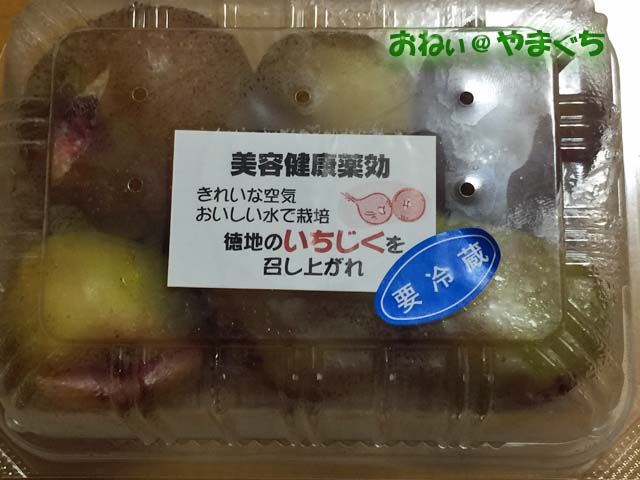 おねぃ@やまぐち
美容健康薬効
きれいな空気
おいしい水で栽培
徳地のいちじくを
召し上がれ
要冷蔵